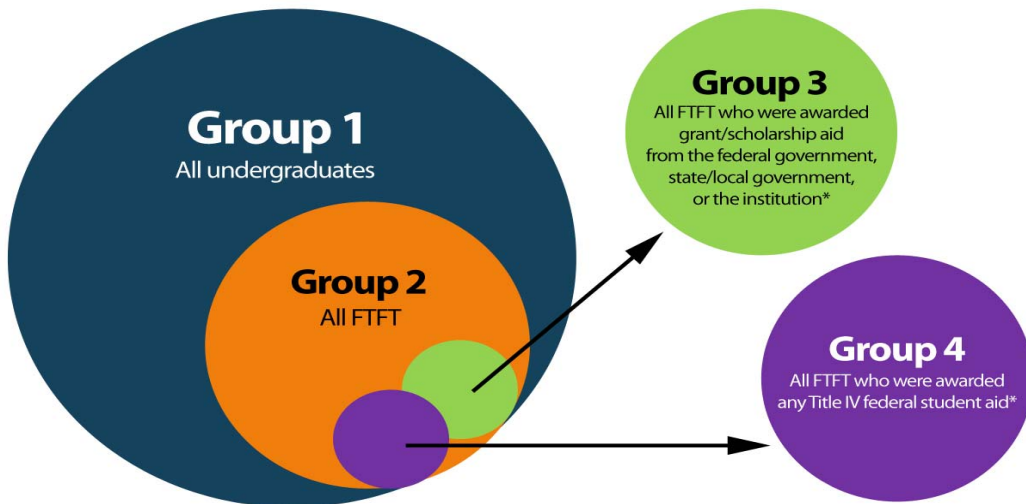 Group 1
All undergraduates
Group 2
All FTFT
Group 3
All FTFT who were awarded
grant/scholarship aid
from the federal government,
state/local government,
or the institution*
Group 4
All FTFT who were awarded
any Title IV federal student aid*